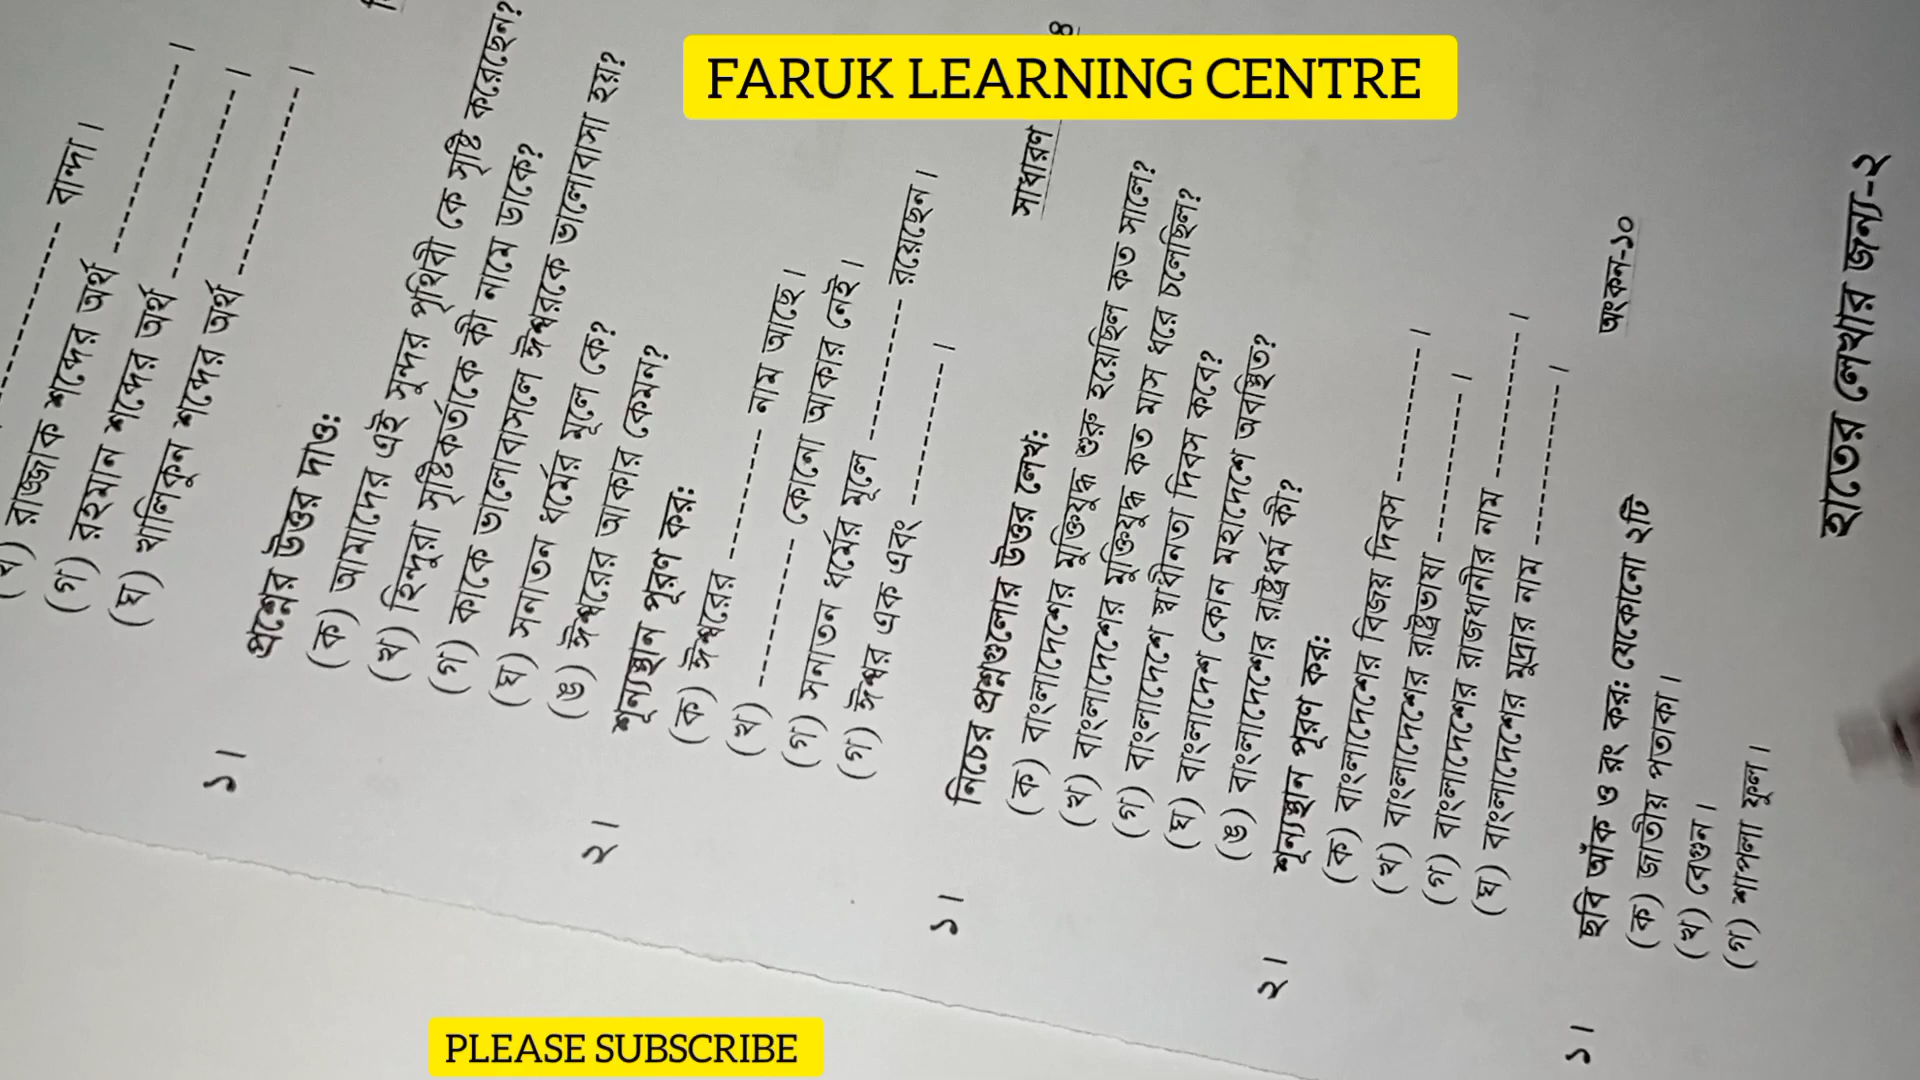 FARUK LEARNING CENTRE
------------------ বান্দা।
(গ) রাজ্জাক শব্দের অর্থ ------------------ ।
(গ) রহমান শব্দের অর্থ ------------------ ।
(ঘ) খালিকুন শব্দের অর্থ ------------------ ।
১। প্রশ্নের উত্তর দাও:
(ক) আমাদের এই সুন্দর পৃথিবী কে সৃষ্টি করেছেন?
(খ) হিন্দুরা সৃষ্টিকর্তাকে কী নামে ডাকে?
(গ) কাকে ভালোবাসলে ঈশ্বরকে ভালোবাসা হয়?
(ঘ) সনাতন ধর্মের মূলে কে?
(ঙ) ঈশ্বরের আকার কেমন?
২। শূন্যস্থান পূরণ কর:
(ক) ঈশ্বরের ------------- নাম আছে।
(খ) ------------- কোনো আকার নেই।
(গ) সনাতন ধর্মের মূলে ------------- রয়েছেন।
(গ) ঈশ্বর এক এবং ------------- ।
সাধারণ
১। নিচের প্রশ্নগুলোর উত্তর লেখ:
(ক) বাংলাদেশের মুক্তিযুদ্ধ শুরু হয়েছিল কত সালে?
(খ) বাংলাদেশের মুক্তিযুদ্ধ কত মাস ধরে চলেছিল?
(গ) বাংলাদেশে স্বাধীনতা দিবস কবে?
(ঘ) বাংলাদেশ কোন মহাদেশে অবস্থিত?
(ঙ) বাংলাদেশের রাষ্ট্রধর্ম কী?
২। শূন্যস্থান পূরণ কর:
(ক) বাংলাদেশের বিজয় দিবস ------------- ।
(খ) বাংলাদেশের রাষ্ট্রভাষা ------------- ।
(গ) বাংলাদেশের রাজধানীর নাম ------------- ।
(ঘ) বাংলাদেশের মুদ্রার নাম ------------- ।
অংকন-১০
১। ছবি আঁক ও রং কর: যেকোনো ২টি
(ক) জাতীয় পতাকা।
(খ) বেগুন।
(গ) শাপলা ফুল।
হাতের লেখার জন্য-২
PLEASE SUBSCRIBE